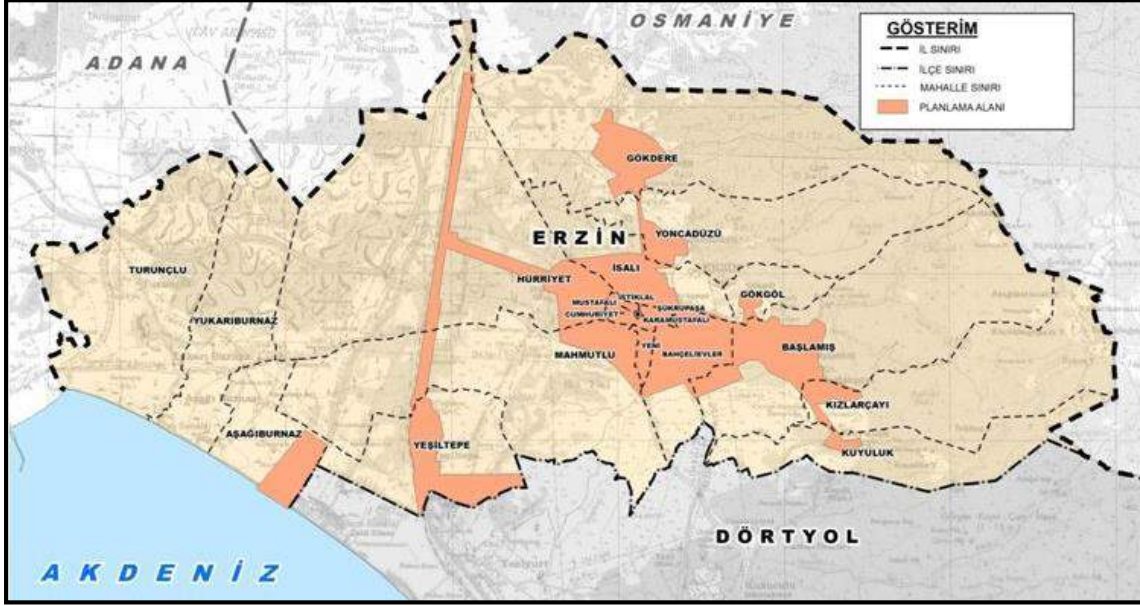 OSMANİYE
ADANA
GÖSTERİM
İL SINIRI
İLÇE SINIRI
MAHALLE SINIRI
PLANLAMA ALANI
GÖKDERE
ERZİN
YONCADÜZÜ
TURUNÇLU
HÜRRİYET
İSALI
GÖKGÖL
MUSTAFALI
İSTİKLAL
ŞÜKRÜPAŞA
CUMHURİYET
KARAMUSTAFALI
YUKARIBURNAZ
MAHMUTLU
YENİ
BAHÇELİEVLER
BAŞLAMIŞ
KIZLARÇAYI
AŞAĞIBURNAZ
YEŞİLTEPE
KUYULUK
DÖRTYOL
AKDENİZ